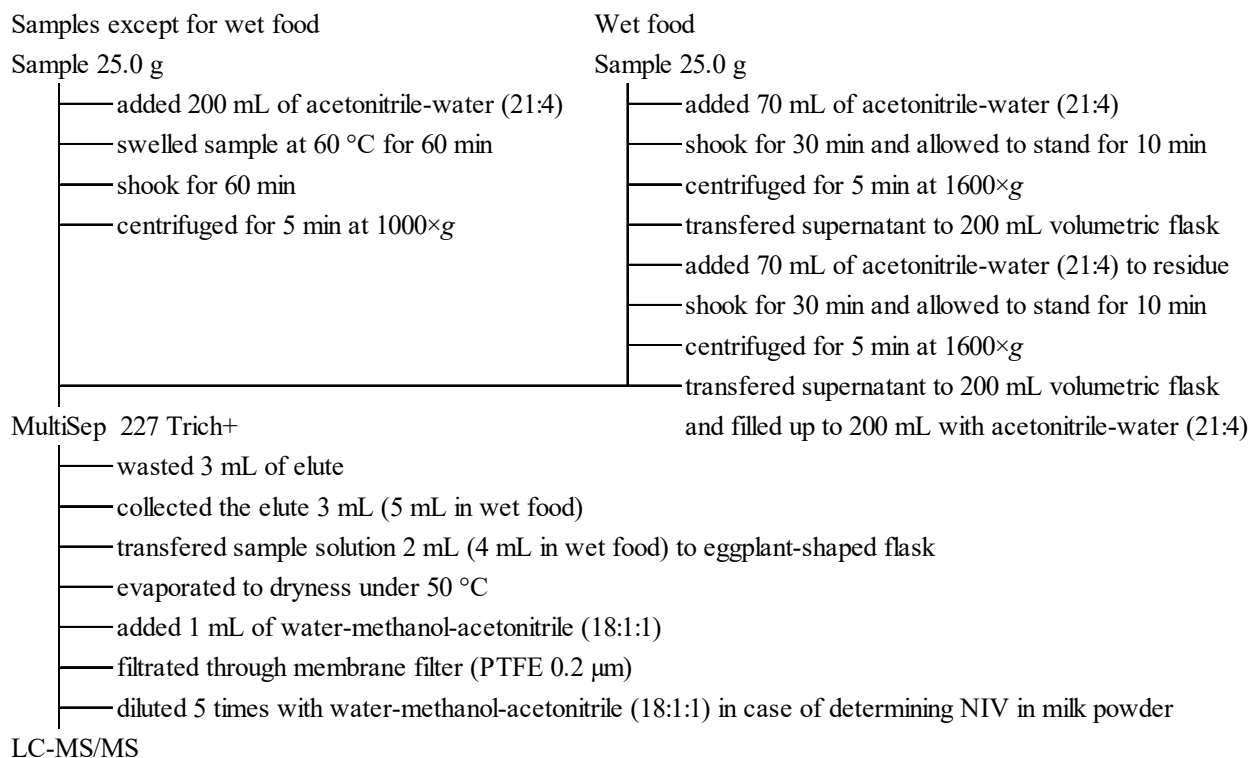 Samples except for wet food
Sample 25.0 g
added 200 mL of acetonitrile-water (21:4)
swelled sample at 60 °C for 60 min
shook for 60 min
centrifuged for 5 min at 1000×g
Wet food
Sample 25.0 g
added 70 mL of acetonitrile-water (21:4)
shook for 30 min and allowed to stand for 10 min
centrifuged for 5 min at 1600×g
transfered supernatant to 200 mL volumetric flask
added 70 mL of acetonitrile-water (21:4) to residue
shook for 30 min and allowed to stand for 10 min
centrifuged for 5 min at 1600×g
transfered supernatant to 200 mL volumetric flask
and filled up to 200 mL with acetonitrile-water (21:4)
MultiSep 227 Trich+
wasted 3 mL of elute
collected the elute 3 mL (5 mL in wet food)
transfered sample solution 2 mL (4 mL in wet food) to eggplant-shaped flask
evaporated to dryness under 50 °C
added 1 mL of water-methanol-acetonitrile (18:1:1)
filtrated through membrane filter (PTFE 0.2 μm)
diluted 5 times with water-methanol-acetonitrile (18:1:1) in case of determining NIV in milk powder
LC-MS/MS